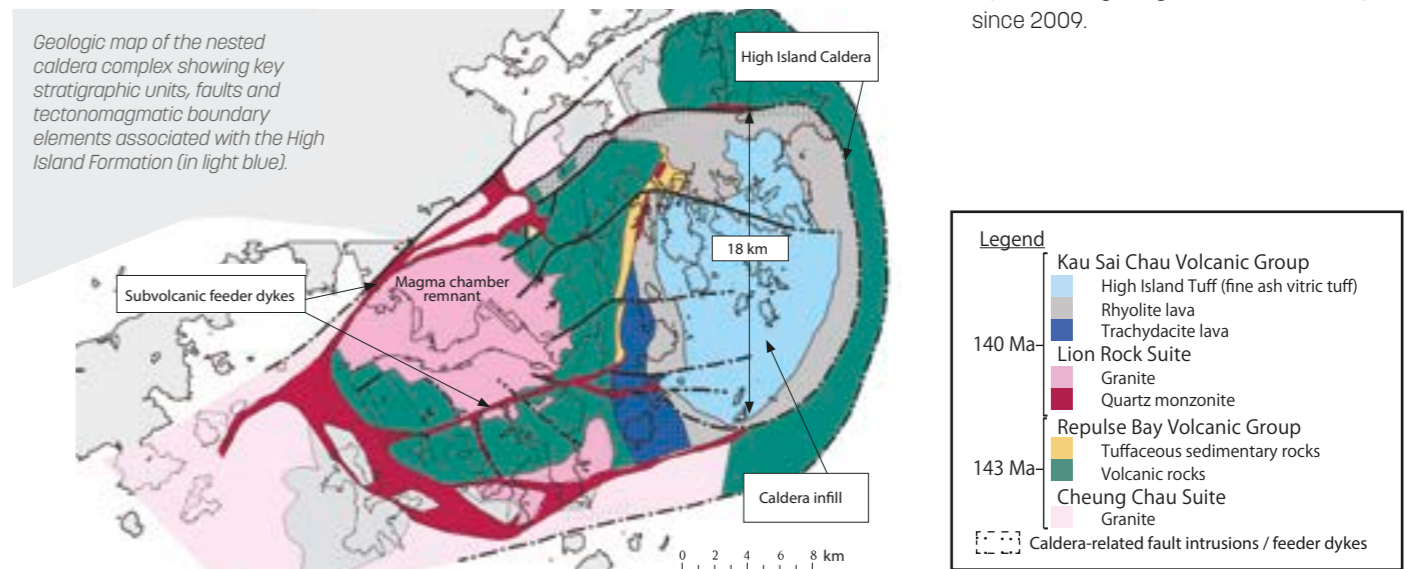 since 2009.
Geologic map of the nested
caldera complex showing key
stratigraphic units, faults and
tectonomagmatic boundary
elements associated with the High
Island Formation (in light blue).
High Island Caldera
18 km
Magma chamber
remnant
Subvolcanic feeder dykes
Caldera infill
0 2 4 6 8 km
Legend
Kau Sai Chau Volcanic Group
High Island Tuff (fine ash vitric tuff)
Rhyolite lava
Trachydacite lava
140 Ma
Lion Rock Suite
Granite
Quartz monzonite
Repulse Bay Volcanic Group
Tuffaceous sedimentary rocks
143 Ma
Volcanic rocks
Cheung Chau Suite
Granite
Caldera-related fault intrusions / feeder dykes